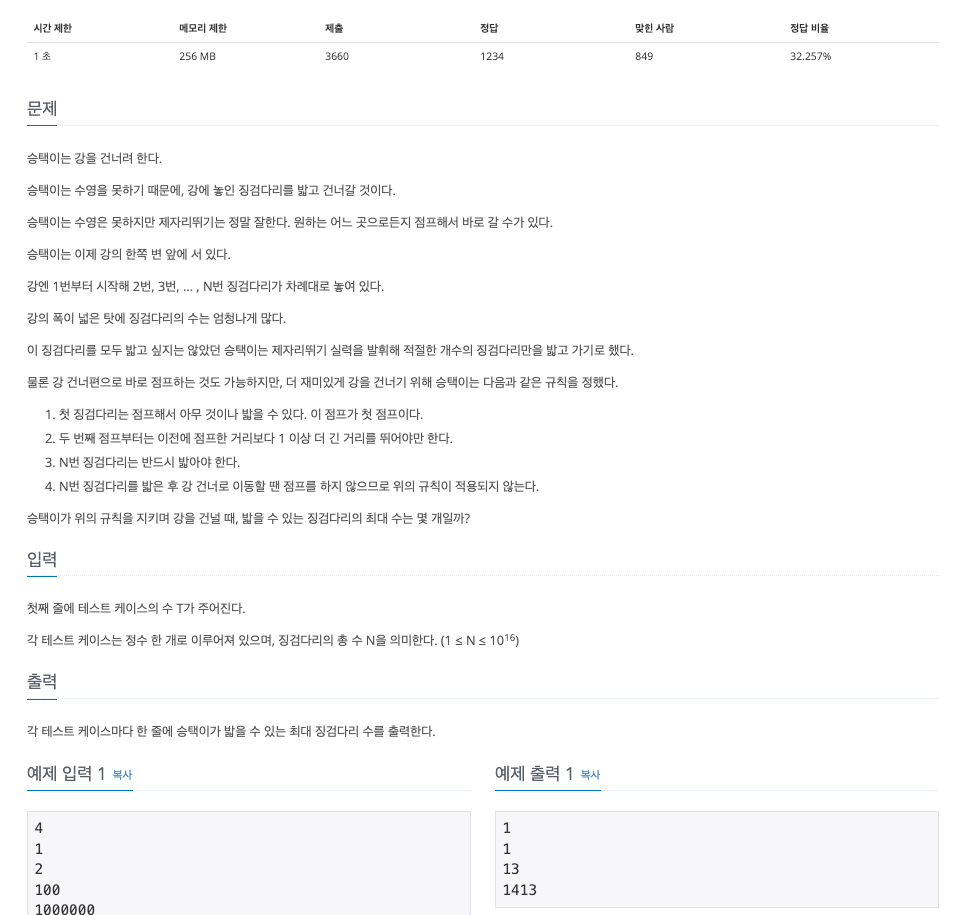 시간 제한 메모리 제한 제출 정답 맞힌 사람 정답 비율
1 초 256 MB 3660 1234 849 32.257%
문제
승택이는 강을 건너려 한다.
승택이는 수영을 못하기 때문에, 강에 놓인 징검다리를 밟고 건너갈 것이다.
승택이는 수영은 못하지만 제자리뛰기는 정말 잘한다. 원하는 어느 곳으로든지 점프해서 바로 갈 수가 있다.
승택이는 이제 강의 한쪽 변 앞에 서 있다.
강엔 1번부터 시작해 2번, 3번, ... , N번 징검다리가 차례대로 놓여 있다.
강의 폭이 넓은 탓에 징검다리의 수는 엄청나게 많다.
이 징검다리를 모두 밟고 싶지는 않았던 승택이는 제자리뛰기 실력을 발휘해 적절한 개수의 징검다리만을 밟고 가기로 했다.
물론 강 건너편으로 바로 점프하는 것도 가능하지만, 더 재미있게 강을 건너기 위해 승택이는 다음과 같은 규칙을 정했다.
1. 첫 징검다리는 점프해서 아무 것이나 밟을 수 있다. 이 점프가 첫 점프이다.
2. 두 번째 점프부터는 이전에 점프한 거리보다 1 이상 더 긴 거리를 뛰어야만 한다.
3. N번 징검다리는 반드시 밟아야 한다.
4. N번 징검다리를 밟은 후 강 건너로 이동할 땐 점프를 하지 않으므로 위의 규칙이 적용되지 않는다.
승택이가 위의 규칙을 지키며 강을 건널 때, 밟을 수 있는 징검다리의 최대 수는 몇 개일까?
입력
첫째 줄에 테스트 케이스의 수 T가 주어진다.
각 테스트 케이스는 정수 한 개로 이루어져 있으며, 징검다리의 총 수 N을 의미한다. (1 ≤ N ≤ 10^16)
출력
각 테스트 케이스마다 한 줄에 승택이가 밟을 수 있는 최대 징검다리 수를 출력한다.
예제 입력 1 복사
4
1
2
100
1000000
예제 출력 1 복사
1
1
13
1413